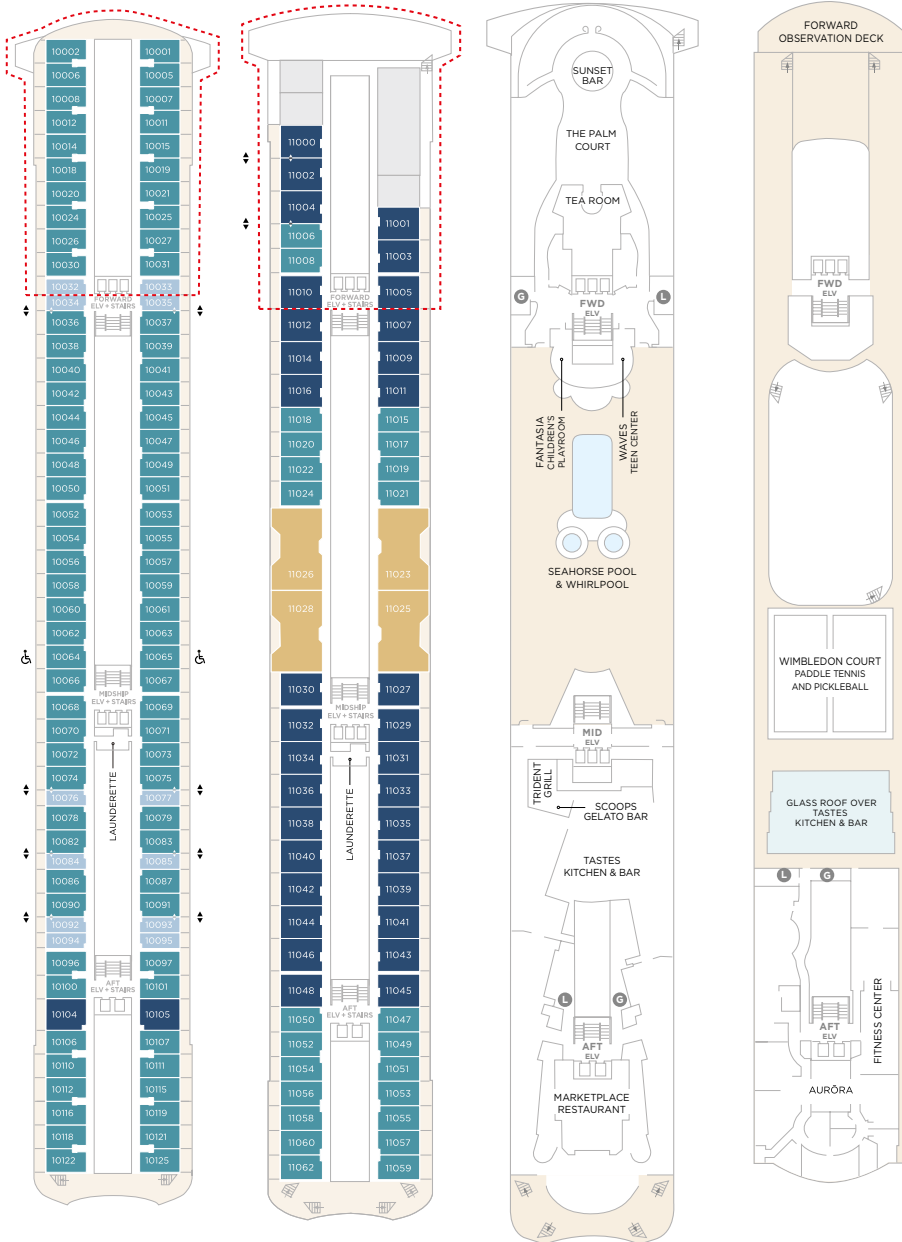 10002
10001
10006
10005
10008
10007
10012
10011
10014
10015
10018
10019
10020
10021
10024
10025
10026
10027
10030
10031
10032
10033
10034
10035
FORWARD
ELV + STAIRS
10036
10037
10038
10039
10040
10041
10042
10043
10044
10045
10046
10047
10048
10049
10050
10051
10052
10053
10054
10055
10056
10057
10058
10059
10060
10061
10062
10063
10064
10065
10066
10067
MIDSHIP
ELV + STAIRS
10068
10069
10070
10071
10072
10073
10074
10075
LAUNDERETTE
10076
10077
10078
10079
10082
10083
10084
10085
10086
10087
10090
10091
10092
10093
10094
10095
10096
10097
10100
10101
AFT
ELV + STAIRS
10104
10105
10106
10107
10110
10111
10112
10115
10116
10119
10118
10121
10122
10125
11000
11002
11004
11001
11006
11003
11008
11010
11005
FORWARD
ELV + STAIRS
11012
11007
11014
11009
11016
11011
11018
11015
11020
11017
11022
11019
11024
11021
11026
11023
11028
11025
11030
11027
MIDSHIP
ELV + STAIRS
11032
11029
11034
11031
11036
11033
LAUNDERETTE
11038
11035
11040
11037
11042
11039
11044
11041
11046
11043
11048
11045
AFT
ELV + STAIRS
11050
11047
11052
11049
11054
11051
11056
11053
11058
11055
11060
11057
11062
11059
SUNSET
BAR
THE PALM
COURT
TEA ROOM
G
L
FWD
ELV
FANTASIA
CHILDREN'S
PLAYROOM
WAVES
TEEN CENTER
SEAHORSE POOL
& WHIRLPOOL
MID
ELV
TRIDENT
GRILL
SCOOPS
GELATO BAR
TASTES
KITCHEN & BAR
L
G
AFT
ELV
MARKETPLACE
RESTAURANT
FORWARD
OBSERVATION DECK
FWD
ELV
WIMBLEDON COURT
PADDLE TENNIS
AND PICKLEBALL
GLASS ROOF OVER
TASTES
KITCHEN & BAR
L
G
FITNESS CENTER
AFT
ELV
AURŌRA